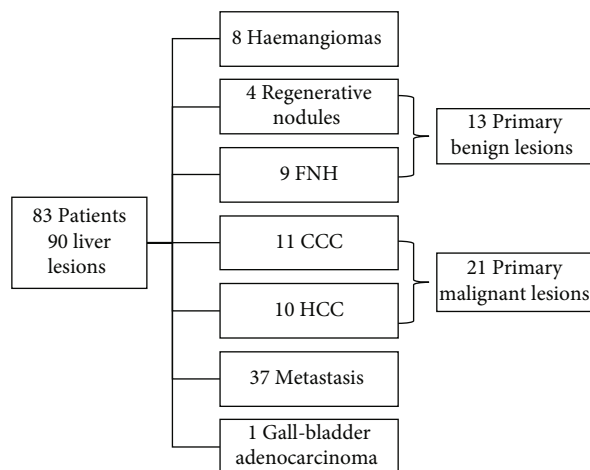 83 Patients
90 liver
lesions
8 Haemangiomas
4 Regenerative
nodules
9 FNH
11 CCC
10 HCC
37 Metastasis
1 Gall-bladder
adenocarcinoma
13 Primary
benign lesions
21 Primary
malignant lesions